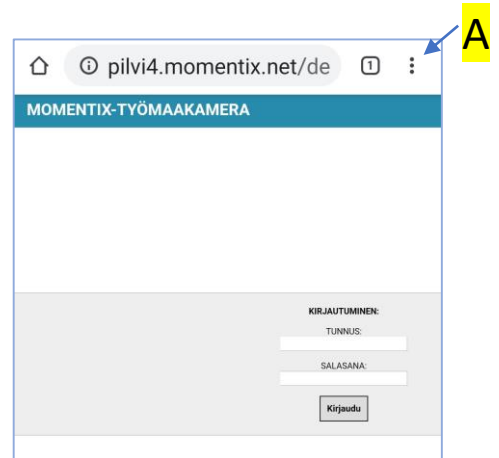 A
pilvi4.momentix.net/de
1
MOMENTIX-TYÖMAAKAMERA
KIRJAUTUMINEN:
TUNNUS:
SALASANA:
Kirjaudu